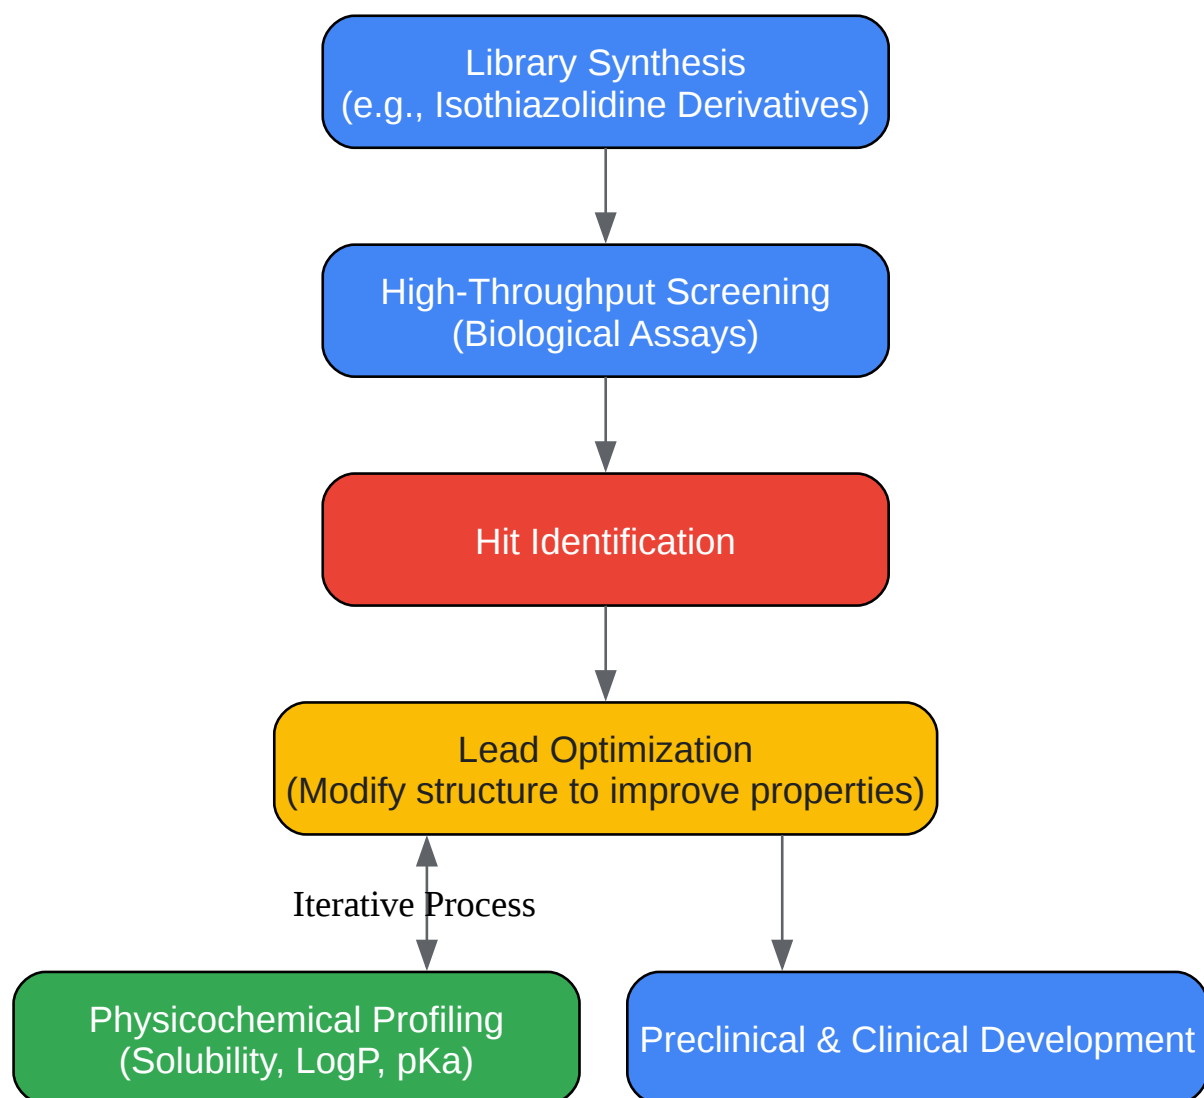 Library Synthesis
(e.g., Isothiazolidine Derivatives)
High-Throughput Screening
(Biological Assays)
Hit Identification
Lead Optimization
(Modify structure to improve properties)
Iterative Process
Physicochemical Profiling
(Solubility, LogP, pKa)
Preclinical & Clinical Development